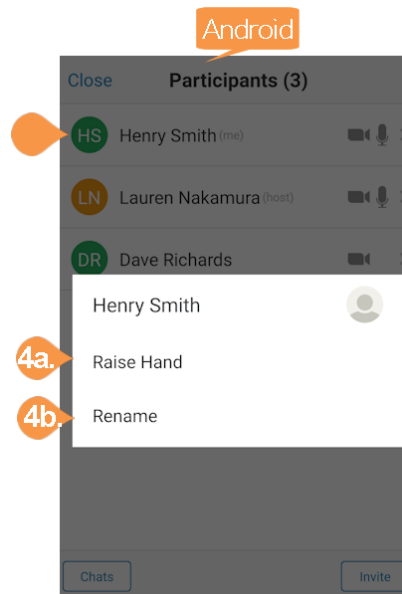 Android
Close Participants (3)
HS Henry Smith (me)
LN Lauren Nakamura (host)
DR Dave Richards
Henry Smith
4a. Raise Hand
4b. Rename
Chats Invite